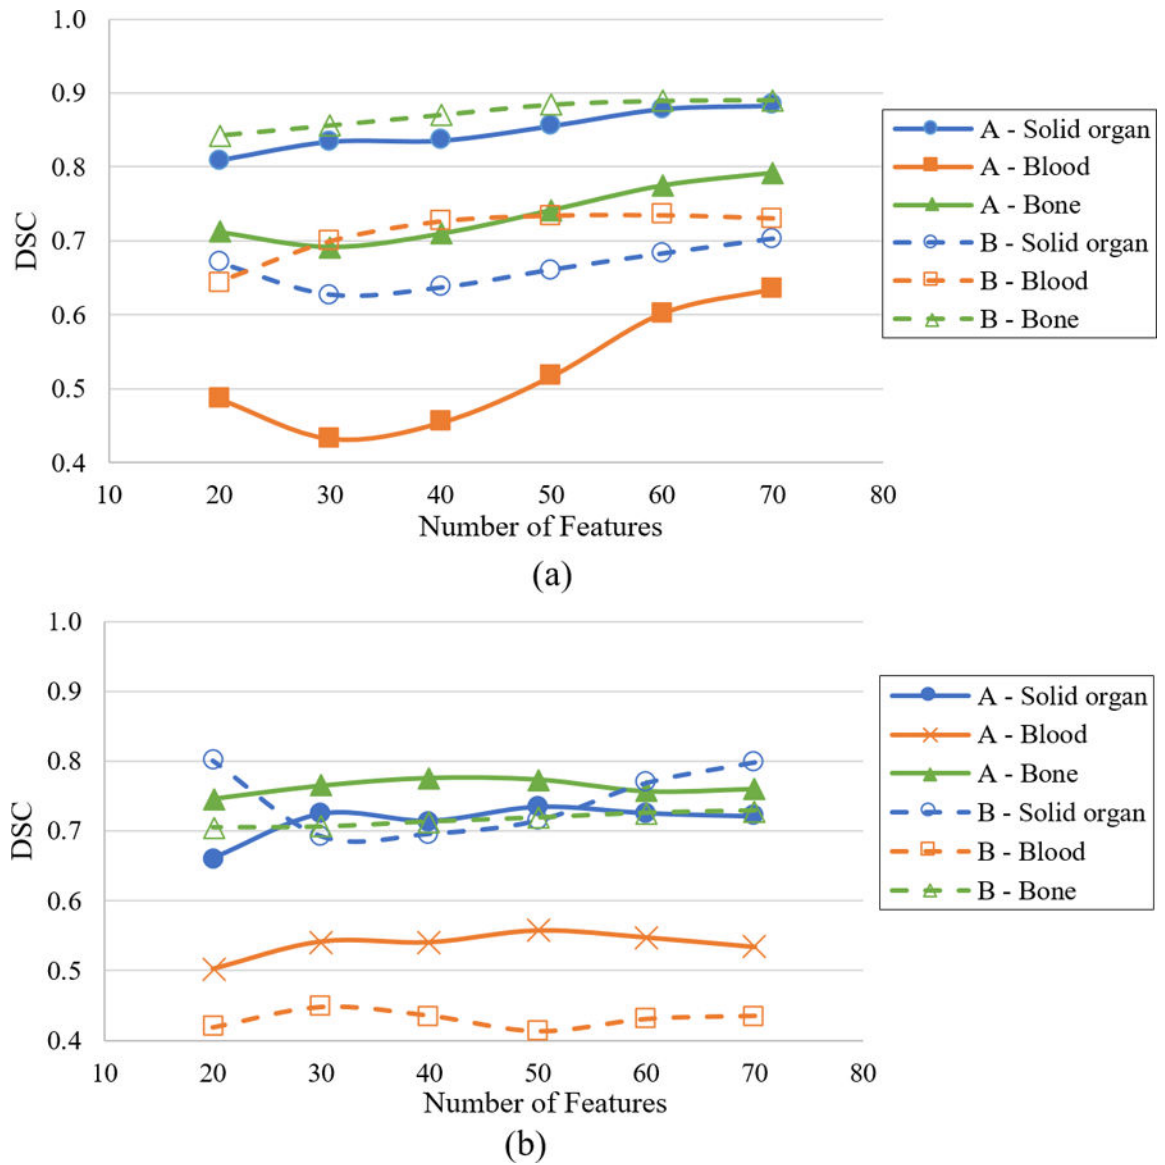 1.0
0.9
0.8
0.7
0.6
0.5
0.4
DSC
10 20 30 40 50 60 70 80
Number of Features
A - Solid organ
A - Blood
A - Bone
B - Solid organ
B - Blood
B - Bone
(a)
1.0
0.9
0.8
0.7
0.6
0.5
0.4
DSC
10 20 30 40 50 60 70 80
Number of Features
A - Solid organ
A - Blood
A - Bone
B - Solid organ
B - Blood
B - Bone
(b)